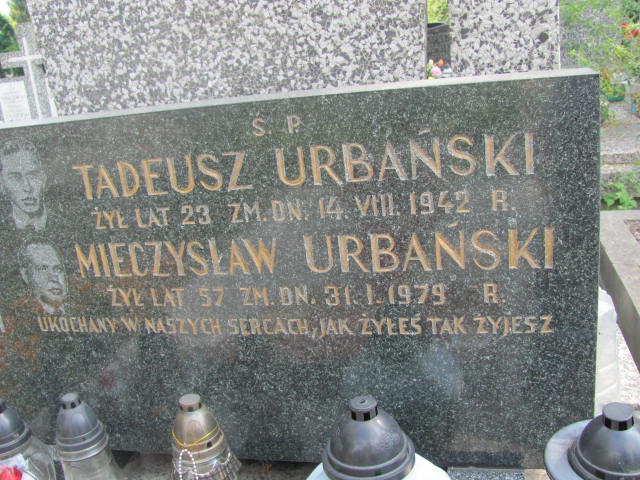 Ś. P.
TADEUSZ URBAŃSKI
ŻYŁ LAT 23 ZM. DN. 14. VIII. 1942 R.
MIECZYSŁAW URBAŃSKI
ŻYŁ LAT 57 ZM. DN. 31. I. 1979 R.
UKOCHANY W NASZYCH SERCACH, JAK ŻYŁEŚ TAK ŻYJESZ